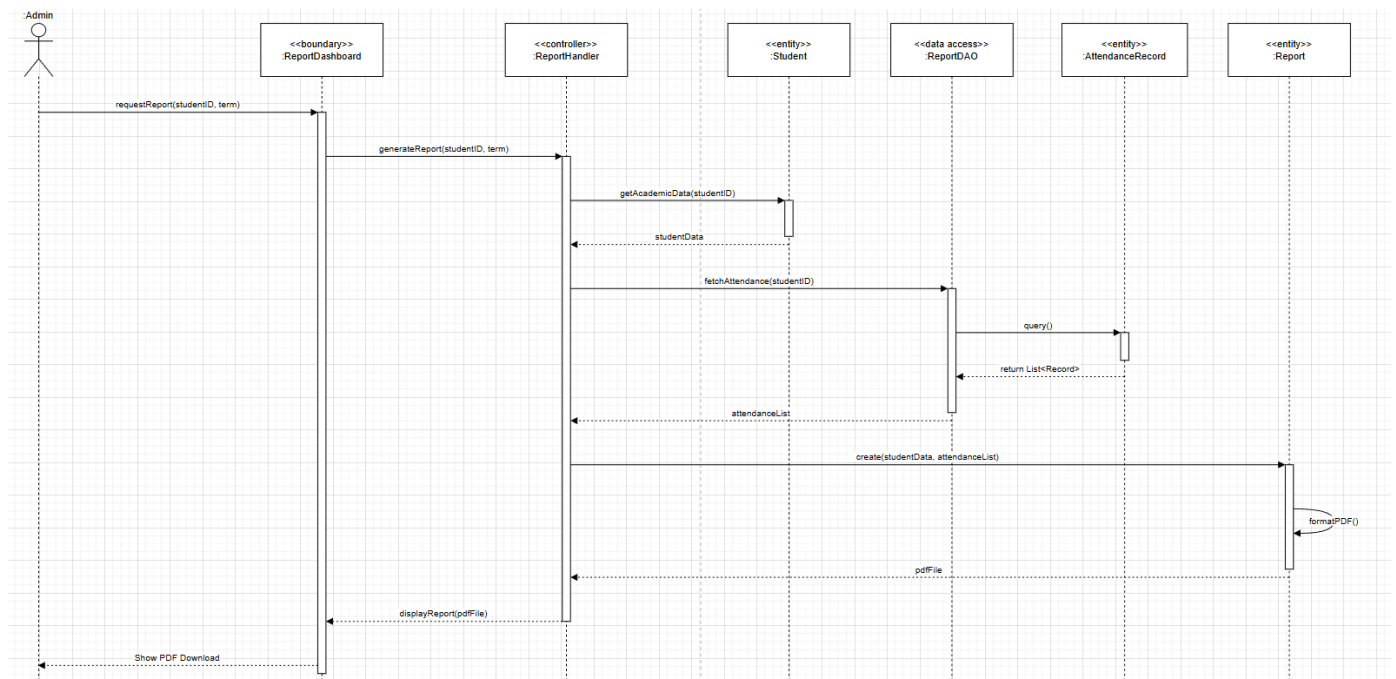 :Admin
<<boundary>>
:ReportDashboard
<<controller>>
:ReportHandler
<<entity>>
:Student
<<data access>>
:ReportDAO
<<entity>>
:AttendanceRecord
<<entity>>
:Report
requestReport(studentID, term)
generateReport(studentID, term)
getAcademicData(studentID)
studentData
fetchAttendance(studentID)
query()
return List<Record>
attendanceList
create(studentData, attendanceList)
formatPDF()
pdfFile
displayReport(pdfFile)
Show PDF Download